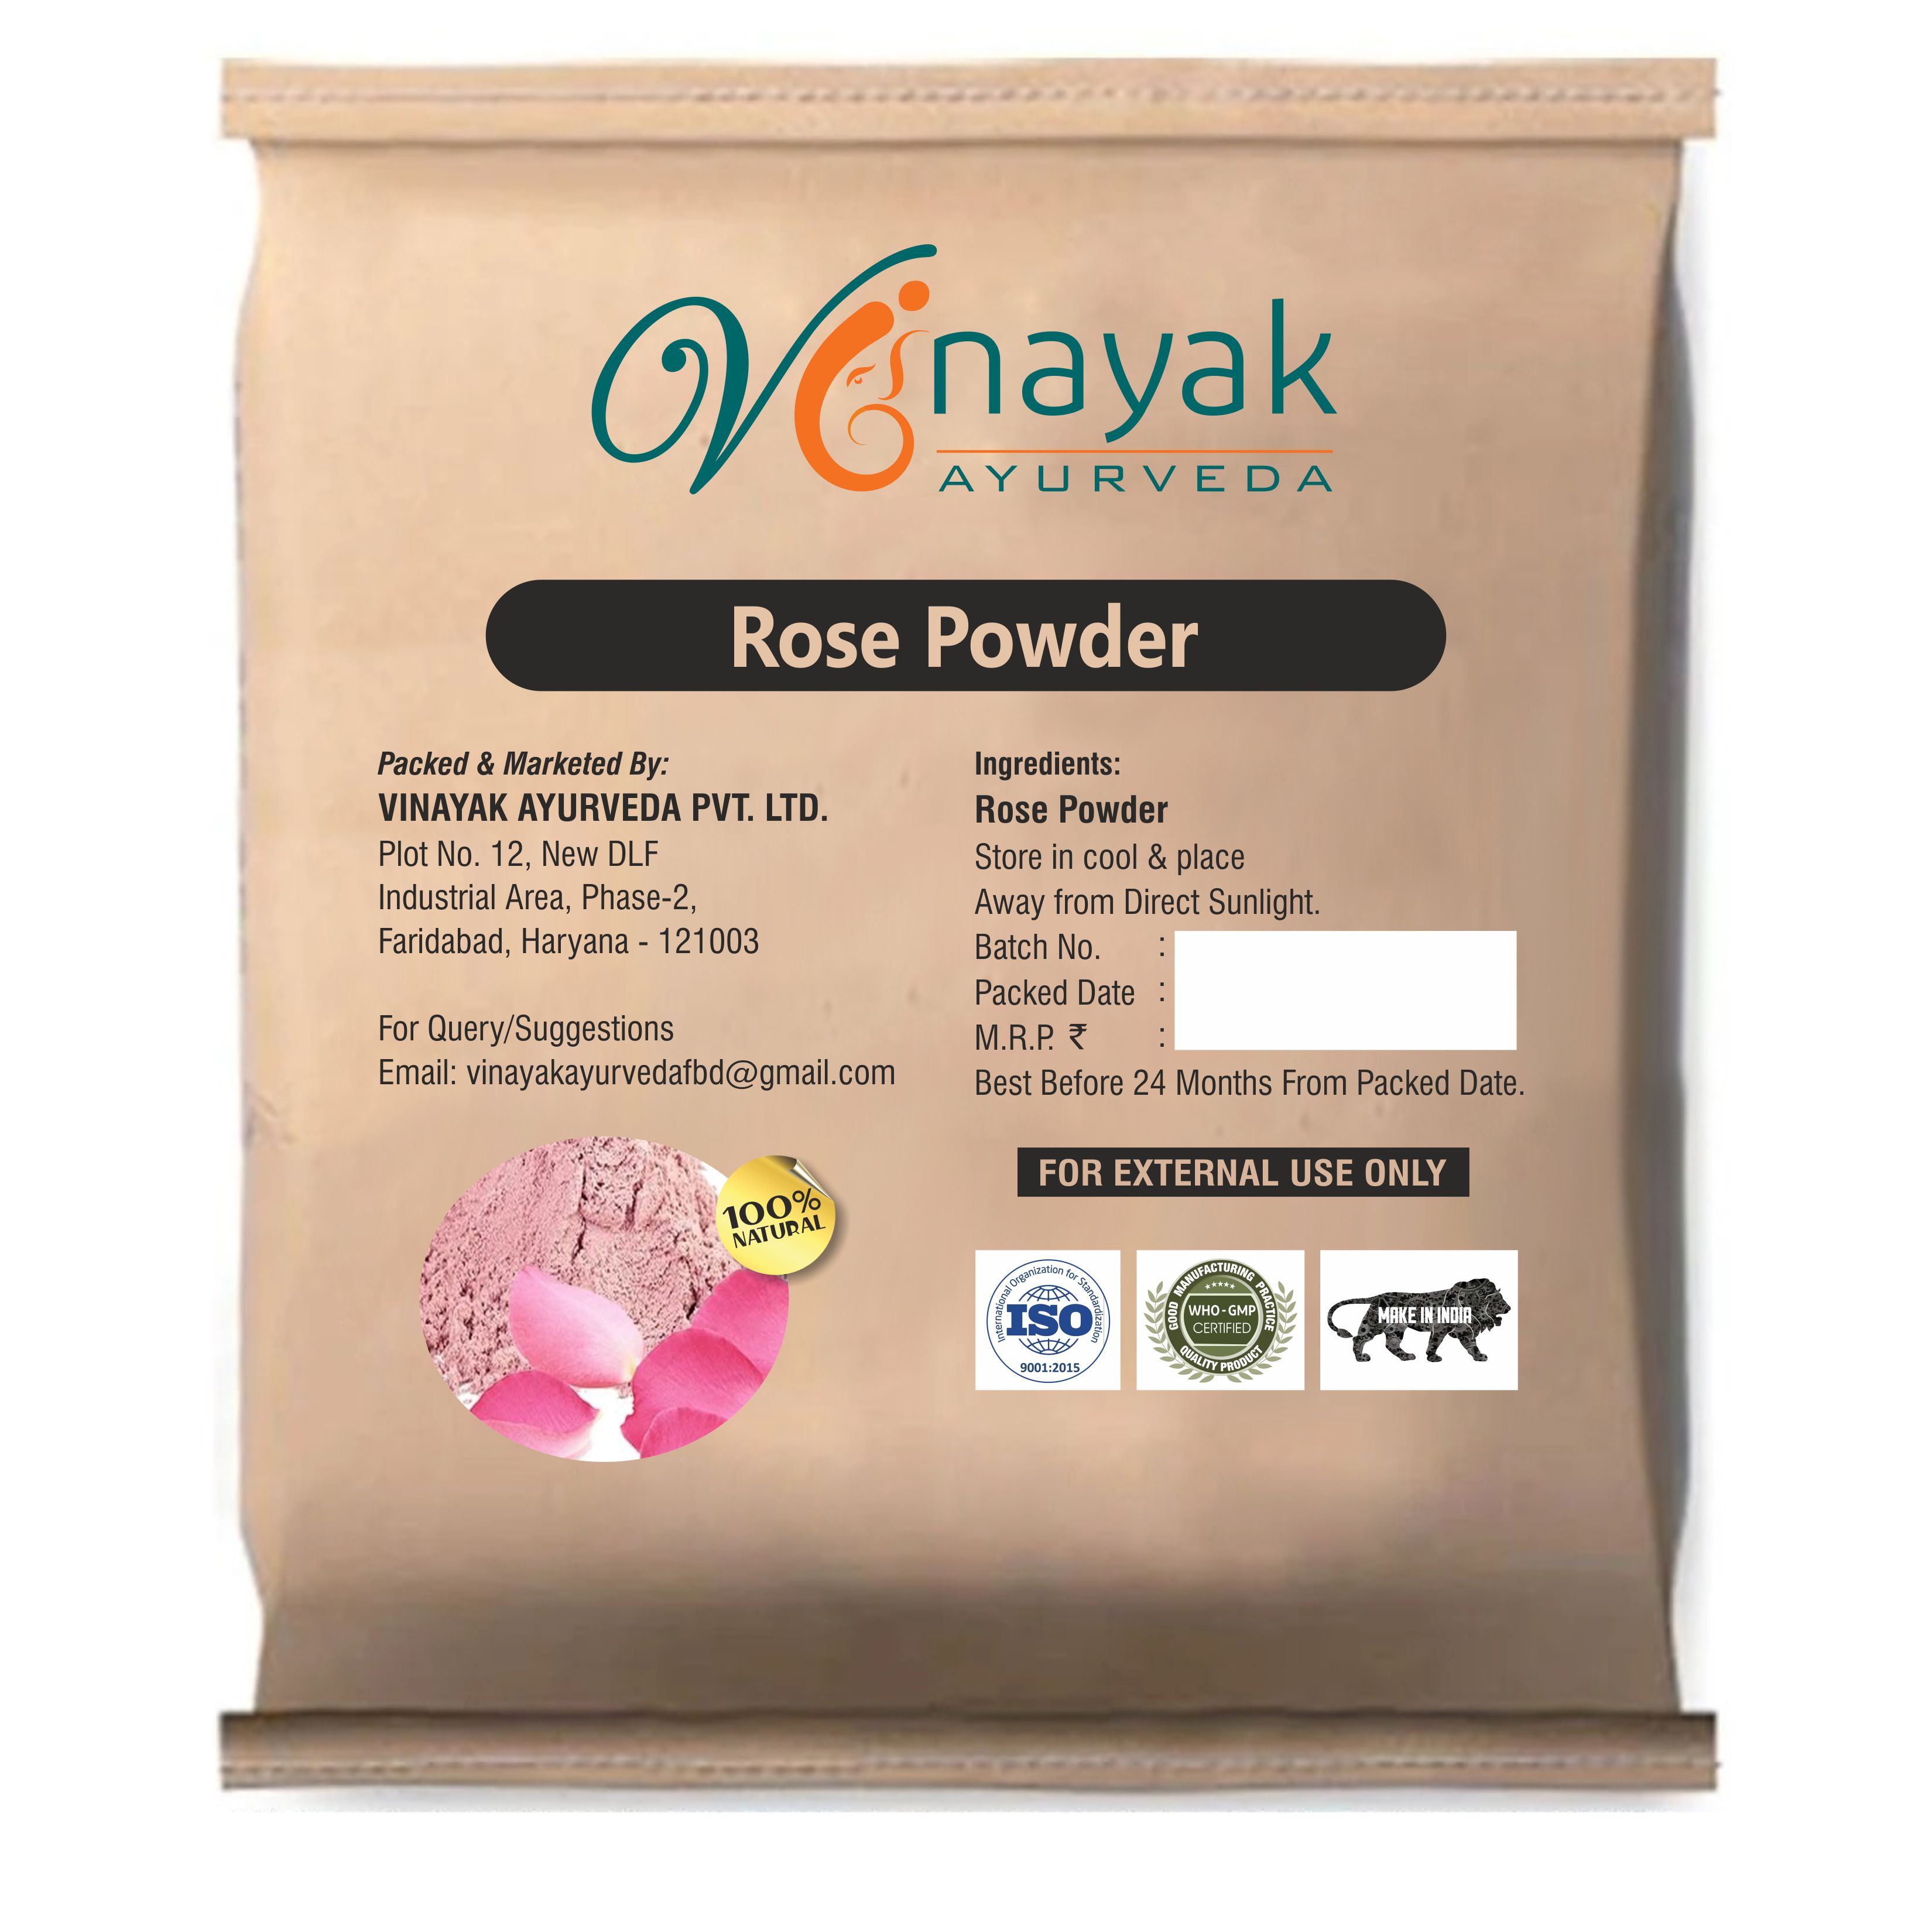 Vinayak
AYURVEDA
Rose Powder
Packed & Marketed By:
VINAYAK AYURVEDA PVT. LTD.
Plot No. 12, New DLF
Industrial Area, Phase-2,
Faridabad, Haryana - 121003
For Query/Suggestions
Email: vinayakayurvedafbd@gmail.com
Ingredients:
Rose Powder
Store in cool & place
Away from Direct Sunlight.
Batch No. :
Packed Date :
M.R.P. ₹ :
Best Before 24 Months From Packed Date.
100%
NATURAL
FOR EXTERNAL USE ONLY
International Organization for Standardization
ISO
9001:2015
GOOD MANUFACTURING PRACTICE
WHO-GMP
CERTIFIED
QUALITY PRODUCT
MAKE IN INDIA